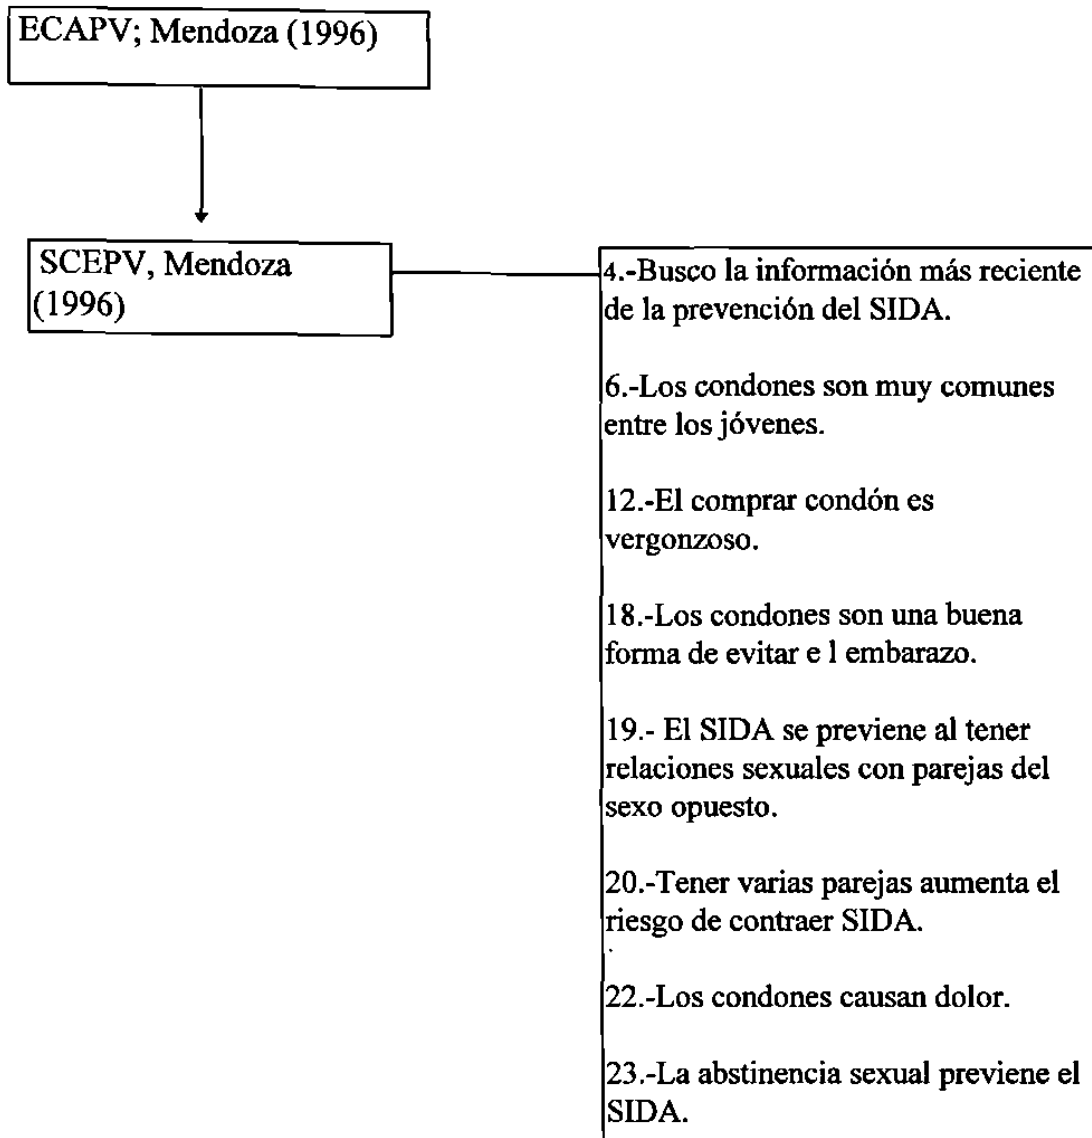 ECAPV; Mendoza (1996)
SCEPV, Mendoza
(1996)
4.-Busco la información más reciente
de la prevención del SIDA.
6.-Los condones son muy comunes
entre los jóvenes.
12.-El comprar condón es
vergonzoso.
18.-Los condones son una buena
forma de evitar e l embarazo.
19.- El SIDA se previene al tener
relaciones sexuales con parejas del
sexo opuesto.
20.-Tener varias parejas aumenta el
riesgo de contraer SIDA.
22.-Los condones causan dolor.
23.-La abstinencia sexual previene el
SIDA.